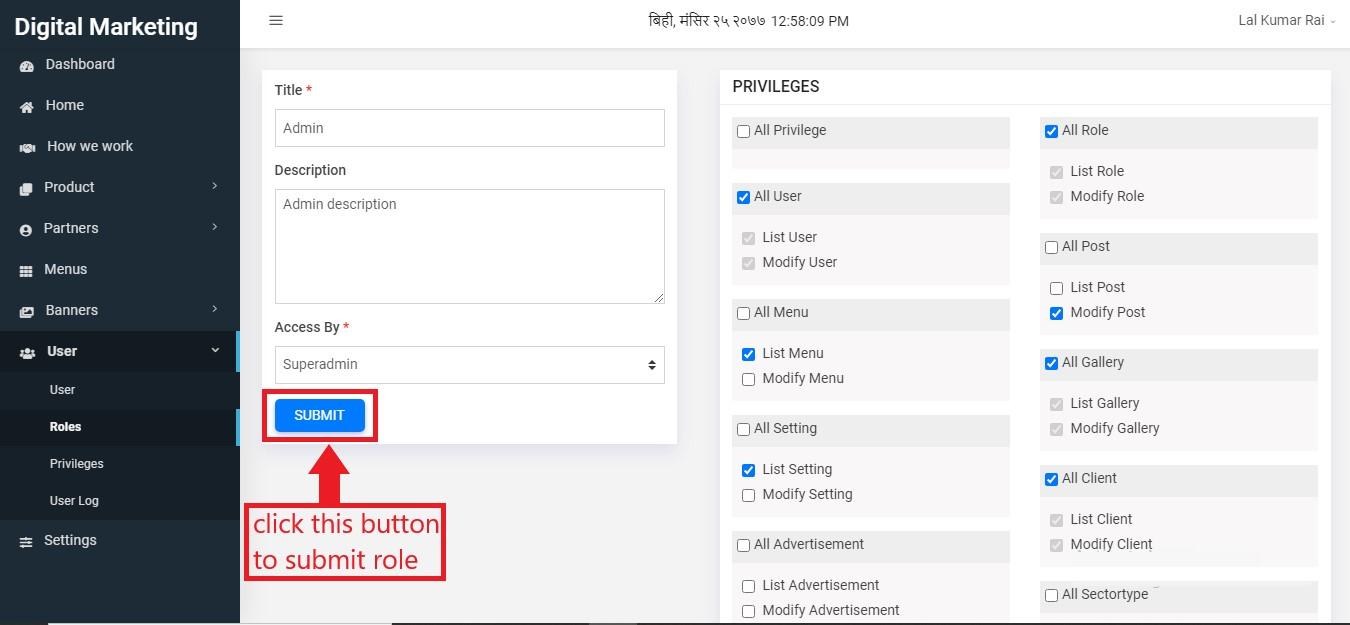 Digital Marketing
बिही, मंसिर २५ २०७७ 12:58:09 PM
Lal Kumar Rai
Dashboard
Home
How we work
Product
Partners
Menus
Banners
User
User
Roles
Privileges
User Log
Settings
Title *
Admin
Description
Admin description
Access By *
Superadmin
SUBMIT
click this button
to submit role
PRIVILEGES
All Privilege
All User
List User
Modify User
All Menu
List Menu
Modify Menu
All Setting
List Setting
Modify Setting
All Advertisement
List Advertisement
Modify Advertisement
All Role
List Role
Modify Role
All Post
List Post
Modify Post
All Gallery
List Gallery
Modify Gallery
All Client
List Client
Modify Client
All Sectortype